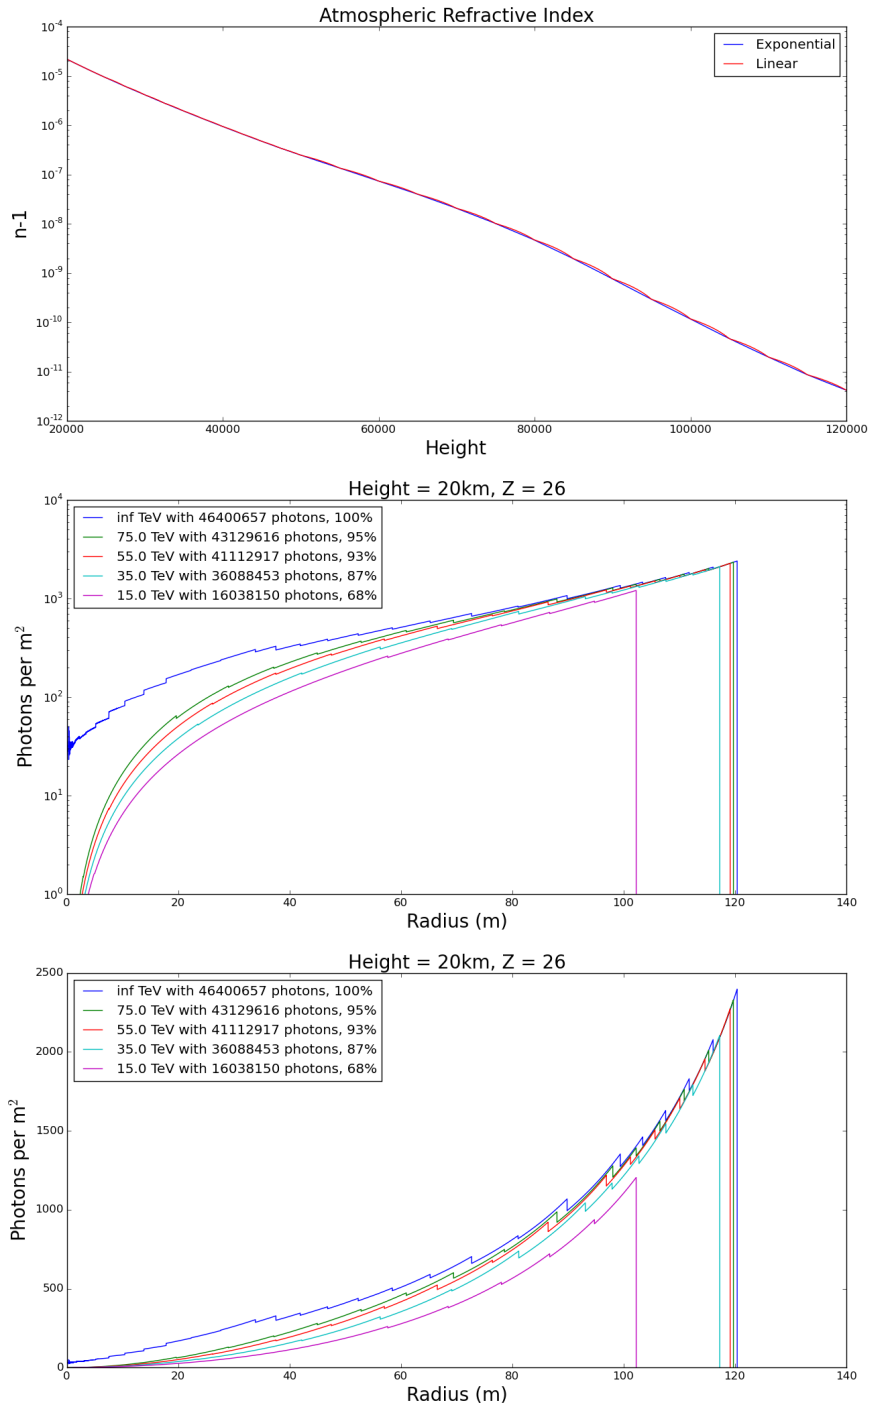 Atmospheric Refractive Index
10^-4
10^-5
10^-6
10^-7
10^-8
10^-9
10^-10
10^-11
10^-12
n-1
Exponential
Linear
20000 40000 60000 80000 100000 120000
Height
Height = 20km, Z = 26
10^4
10^3
10^2
10^1
10^0
Photons per m^2
inf TeV with 46400657 photons, 100%
75.0 TeV with 43129616 photons, 95%
55.0 TeV with 41112917 photons, 93%
35.0 TeV with 36088453 photons, 87%
15.0 TeV with 16038150 photons, 68%
0 20 40 60 80 100 120 140
Radius (m)
Height = 20km, Z = 26
2500
2000
1500
1000
500
0
Photons per m^2
inf TeV with 46400657 photons, 100%
75.0 TeV with 43129616 photons, 95%
55.0 TeV with 41112917 photons, 93%
35.0 TeV with 36088453 photons, 87%
15.0 TeV with 16038150 photons, 68%
0 20 40 60 80 100 120 140
Radius (m)